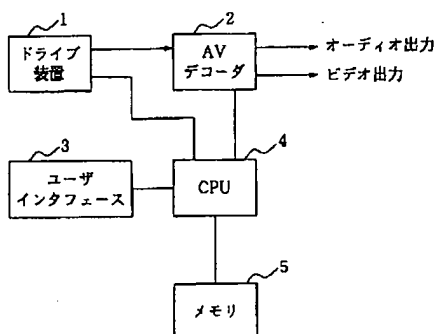 1
ドライブ
装置
2
AV
デコーダ
オーディオ出力
ビデオ出力
3
ユーザ
インタフェース
4
CPU
5
メモリ